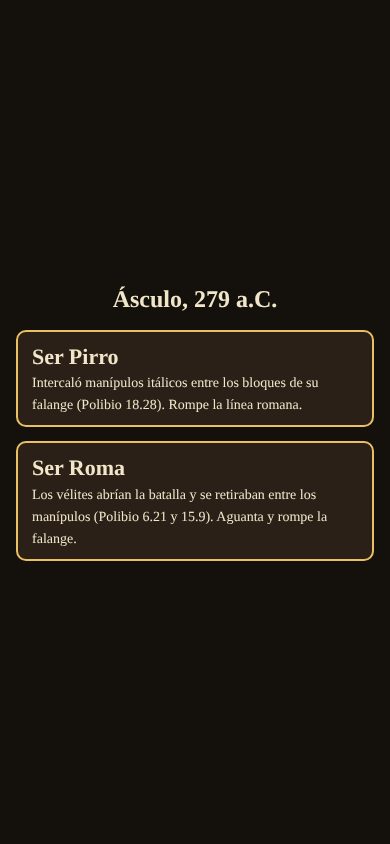 Ásculo, 279 a.C.
Ser Pirro
Intercaló manípulos itálicos entre los bloques de su
falange (Polibio 18.28). Rompe la línea romana.
Ser Roma
Los vélites abrían la batalla y se retiraban entre los
manípulos (Polibio 6.21 y 15.9). Aguanta y rompe la
falange.